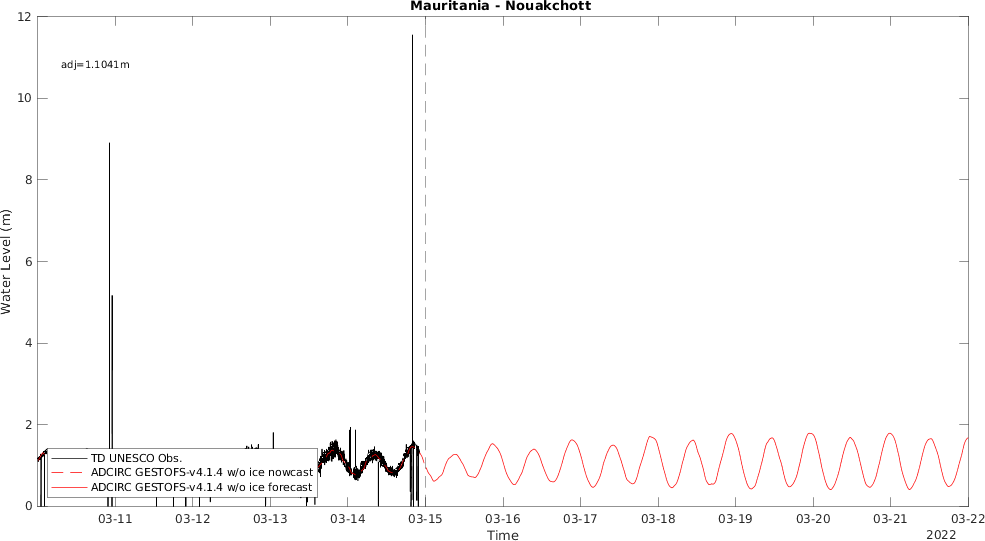 Mauritania - Nouakchott
12
10
8
6
4
2
0
Water Level (m)
adj=1.1041m
TD UNESCO Obs.
ADCIRC GESTOFS-v4.1.4 w/o ice nowcast
ADCIRC GESTOFS-v4.1.4 w/o ice forecast
03-11 03-12 03-13 03-14 03-15 03-16 03-17 03-18 03-19 03-20 03-21 03-22
Time
2022